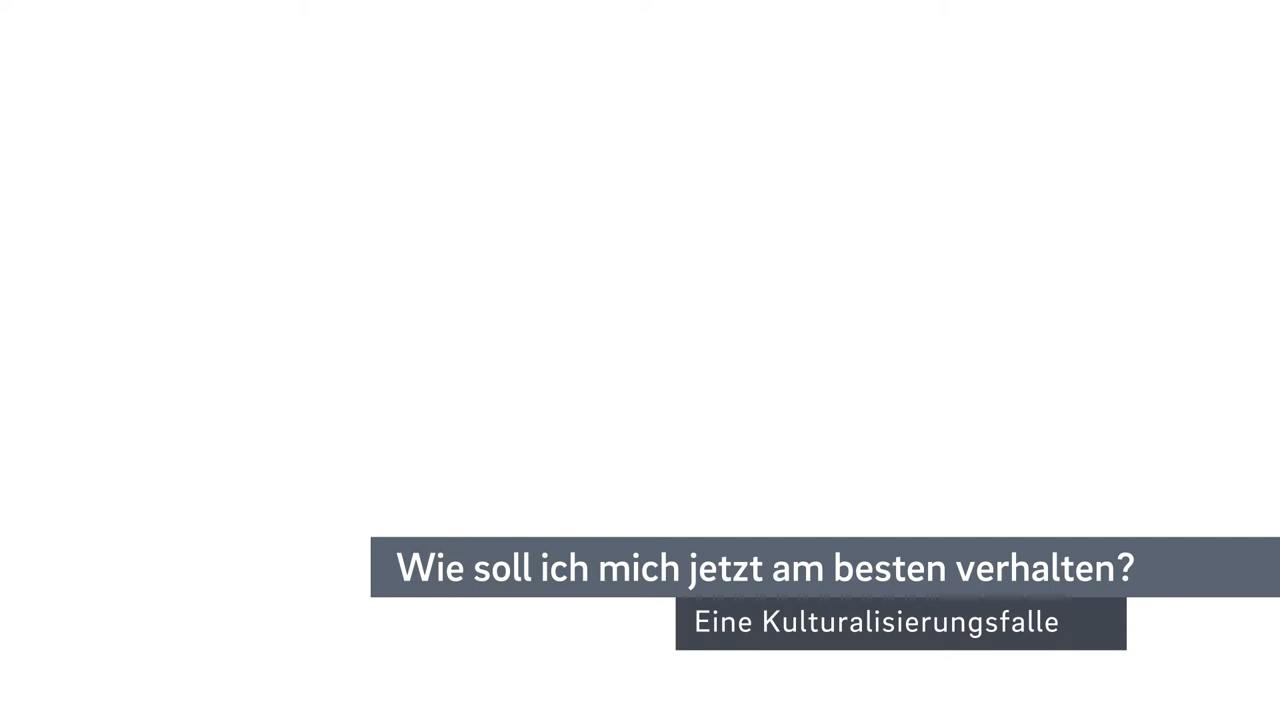 Wie soll ich mich jetzt am besten verhalten?
Eine Kulturalisierungsfalle